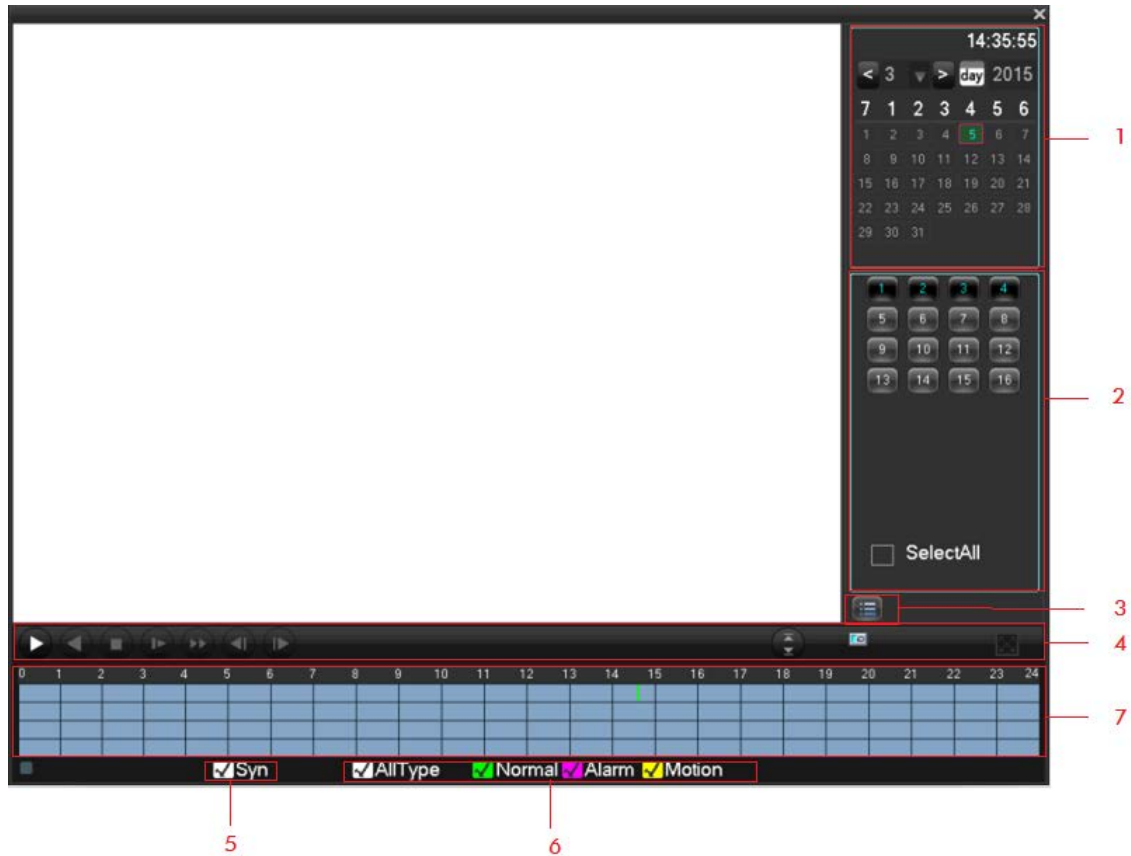 14:35:55
< 3 > day 2015
7 1 2 3 4 5 6
1 2 3 4 5 6 7
8 9 10 11 12 13 14
15 16 17 18 19 20 21
22 23 24 25 26 27 28
29 30 31
1
1 2 3 4
5 6 7 8
9 10 11 12
13 14 15 16
2
SelectAll
3
4
0 1 2 3 4 5 6 7 8 9 10 11 12 13 14 15 16 17 18 19 20 21 22 23 24
7
Syn AllType Normal Alarm Motion
5 6